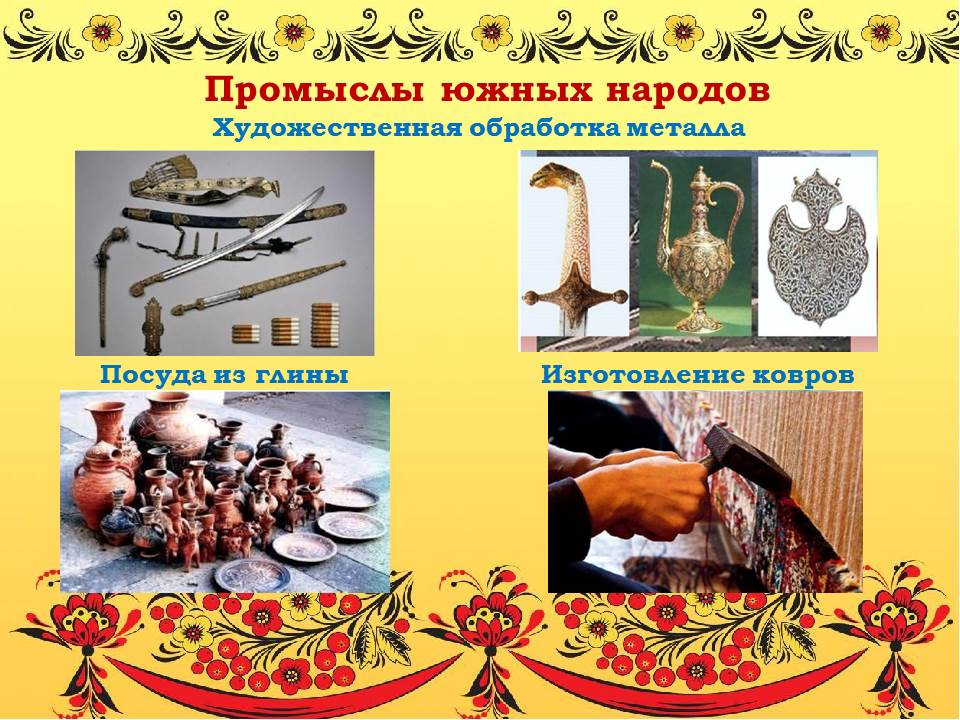 Промыслы южных народов
Художественная обработка металла
Посуда из глины
Изготовление ковров